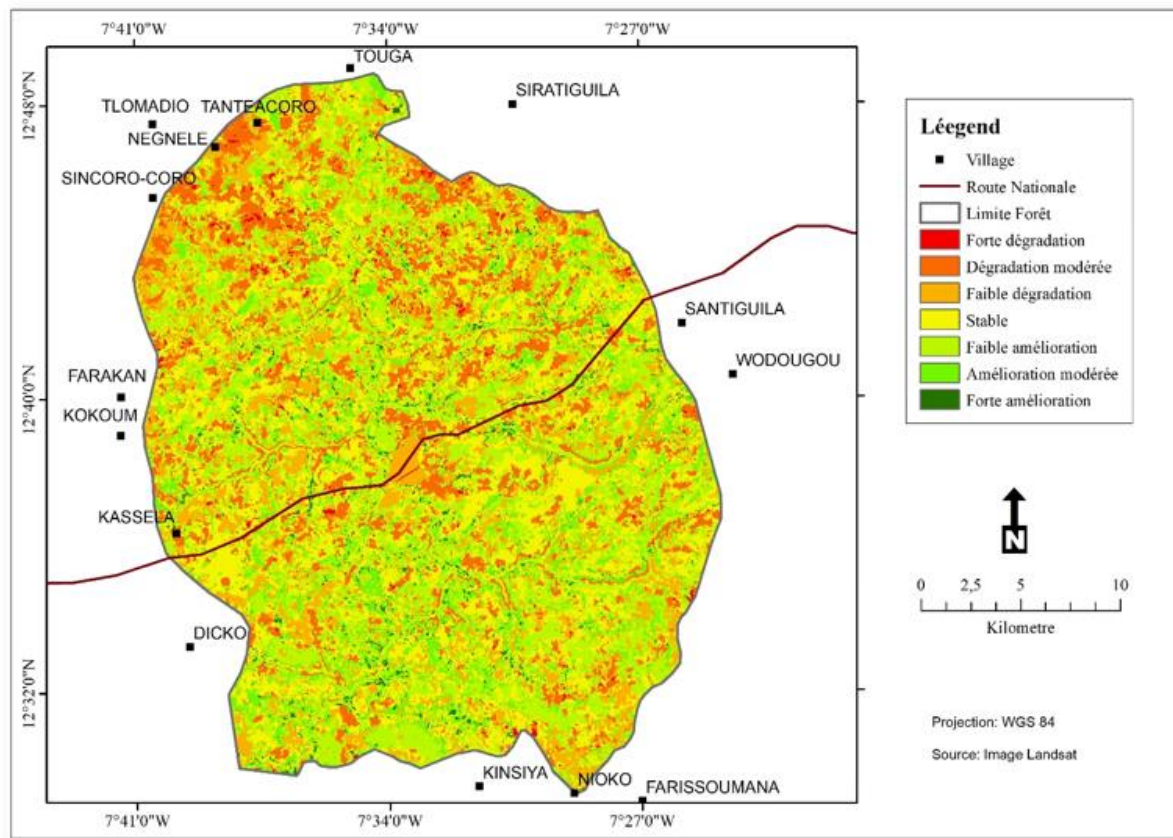 7°41'0"W
7°34'0"W
7°27'0"W
12°48'0"N
12°40'0"N
12°32'0"N
TOUGA
SIRATIGUILA
TLOMADIO
TANTEACORO
NEGNELE
SINCORO-CORO
SANTIGUILA
WODOUGOU
FARAKAN
KOKOUM
KASSELA
DICKO
KINSIYA
NIOKO
FARISSOUMANA
7°41'0"W
7°34'0"W
7°27'0"W
Léegend
Village
Route Nationale
Limite Forêt
Forte dégradation
Dégradation modérée
Faible dégradation
Stable
Faible amélioration
Amélioration modérée
Forte amélioration
N
0 2,5 5 10
Kilometre
Projection: WGS 84
Source: Image Landsat